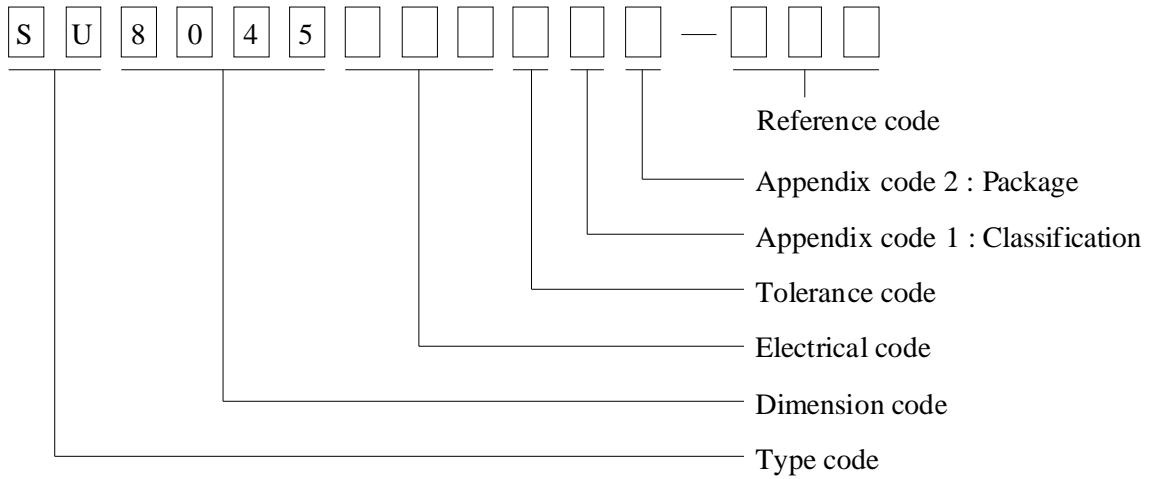 S U 8 0 4 5 —
Reference code
Appendix code 2 : Package
Appendix code 1 : Classification
Tolerance code
Electrical code
Dimension code
Type code